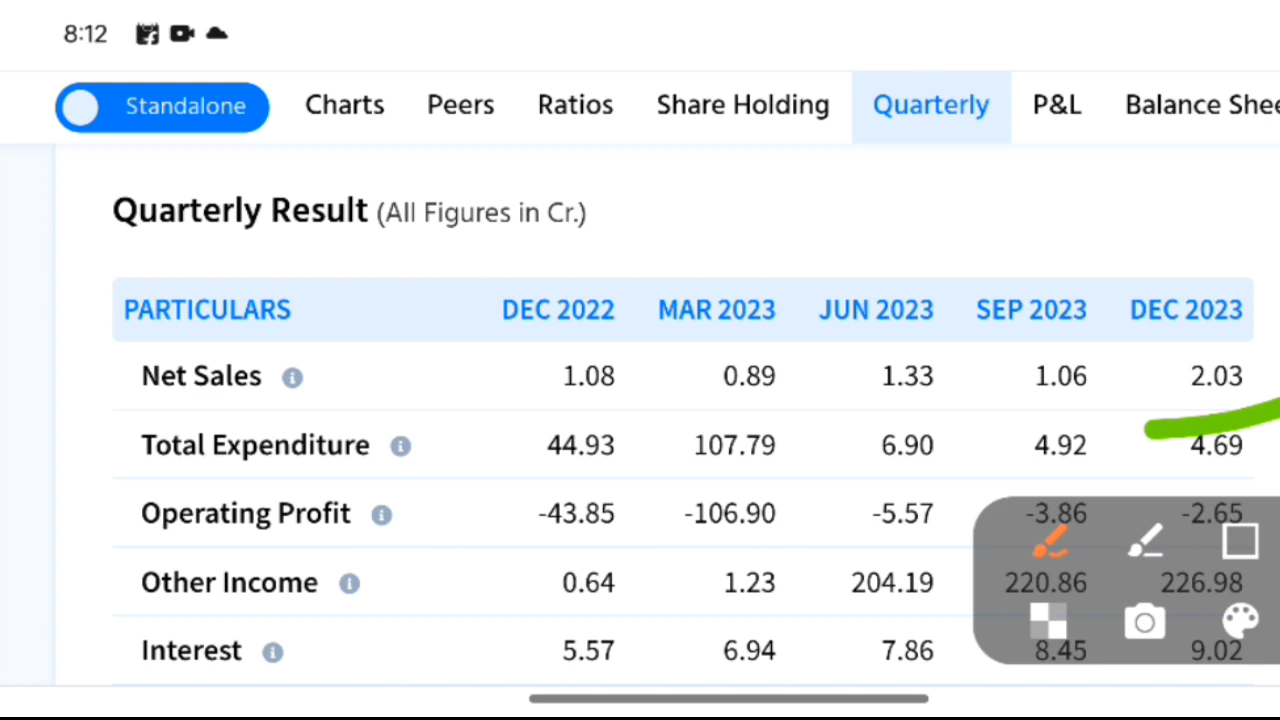 8:12
Standalone Charts Peers Ratios Share Holding Quarterly P&L Balance Shee
Quarterly Result (All Figures in Cr.)
PARTICULARS DEC 2022 MAR 2023 JUN 2023 SEP 2023 DEC 2023
Net Sales 1.08 0.89 1.33 1.06 2.03
Total Expenditure 44.93 107.79 6.90 4.92 4.69
Operating Profit -43.85 -106.90 -5.57 -3.86 -2.65
Other Income 0.64 1.23 204.19 220.86 226.98
Interest 5.57 6.94 7.86 8.45 9.02